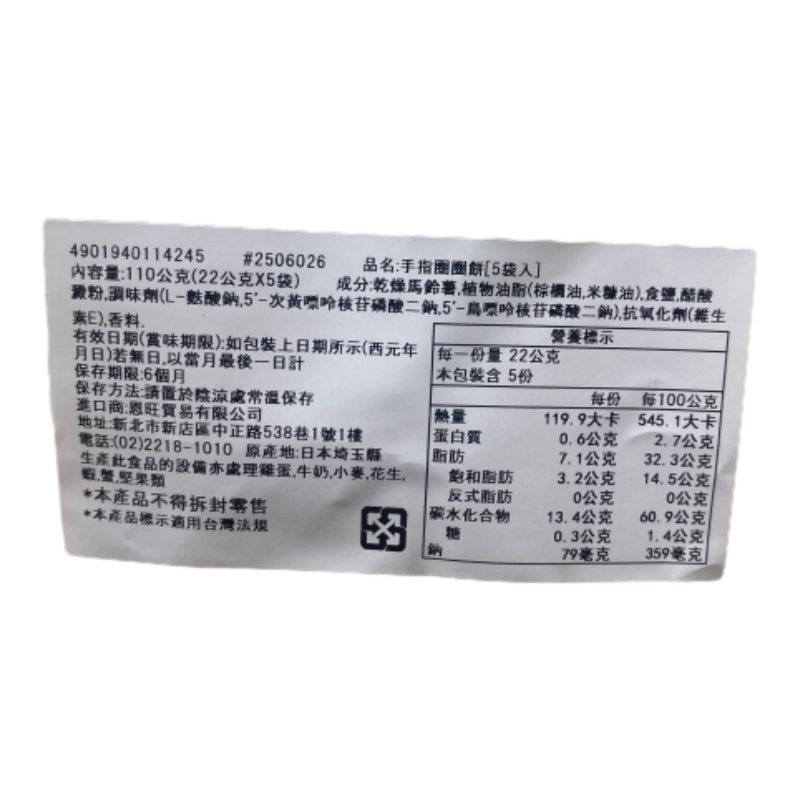 4901940114245 #2506026 品名:手指圈圈餅[5袋入]
內容量:110公克(22公克X5袋) 成分:乾燥馬鈴薯,植物油脂(棕櫚油,米糠油),食鹽,醋酸
澱粉,調味劑(L-麩酸鈉,5'-次黃嘌呤核苷磷酸二鈉,5'-鳥嘌呤核苷磷酸二鈉),抗氧化劑(維生
素E),香料.
有效日期(賞味期限):如包裝上日期所示(西元年
月日)若無日,以當月最後一日計
保存期限:6個月
保存方法:請置於陰涼處常溫保存
進口商:恩旺貿易有限公司
地址:新北市新店區中正路538巷1號1樓
電話:(02)2218-1010 原產地:日本埼玉縣
生產此食品的設備亦處理雞蛋,牛奶,小麥,花生,
蝦,蟹,堅果類
*本產品不得拆封零售
*本產品標示適用台灣法規
營養標示
每一份量 22公克
本包裝含 5份
每份 每100公克
熱量 119.9大卡 545.1大卡
蛋白質 0.6公克 2.7公克
脂肪 7.1公克 32.3公克
飽和脂肪 3.2公克 14.5公克
反式脂肪 0公克 0公克
碳水化合物 13.4公克 60.9公克
糖 0.3公克 1.4公克
鈉 79毫克 359毫克